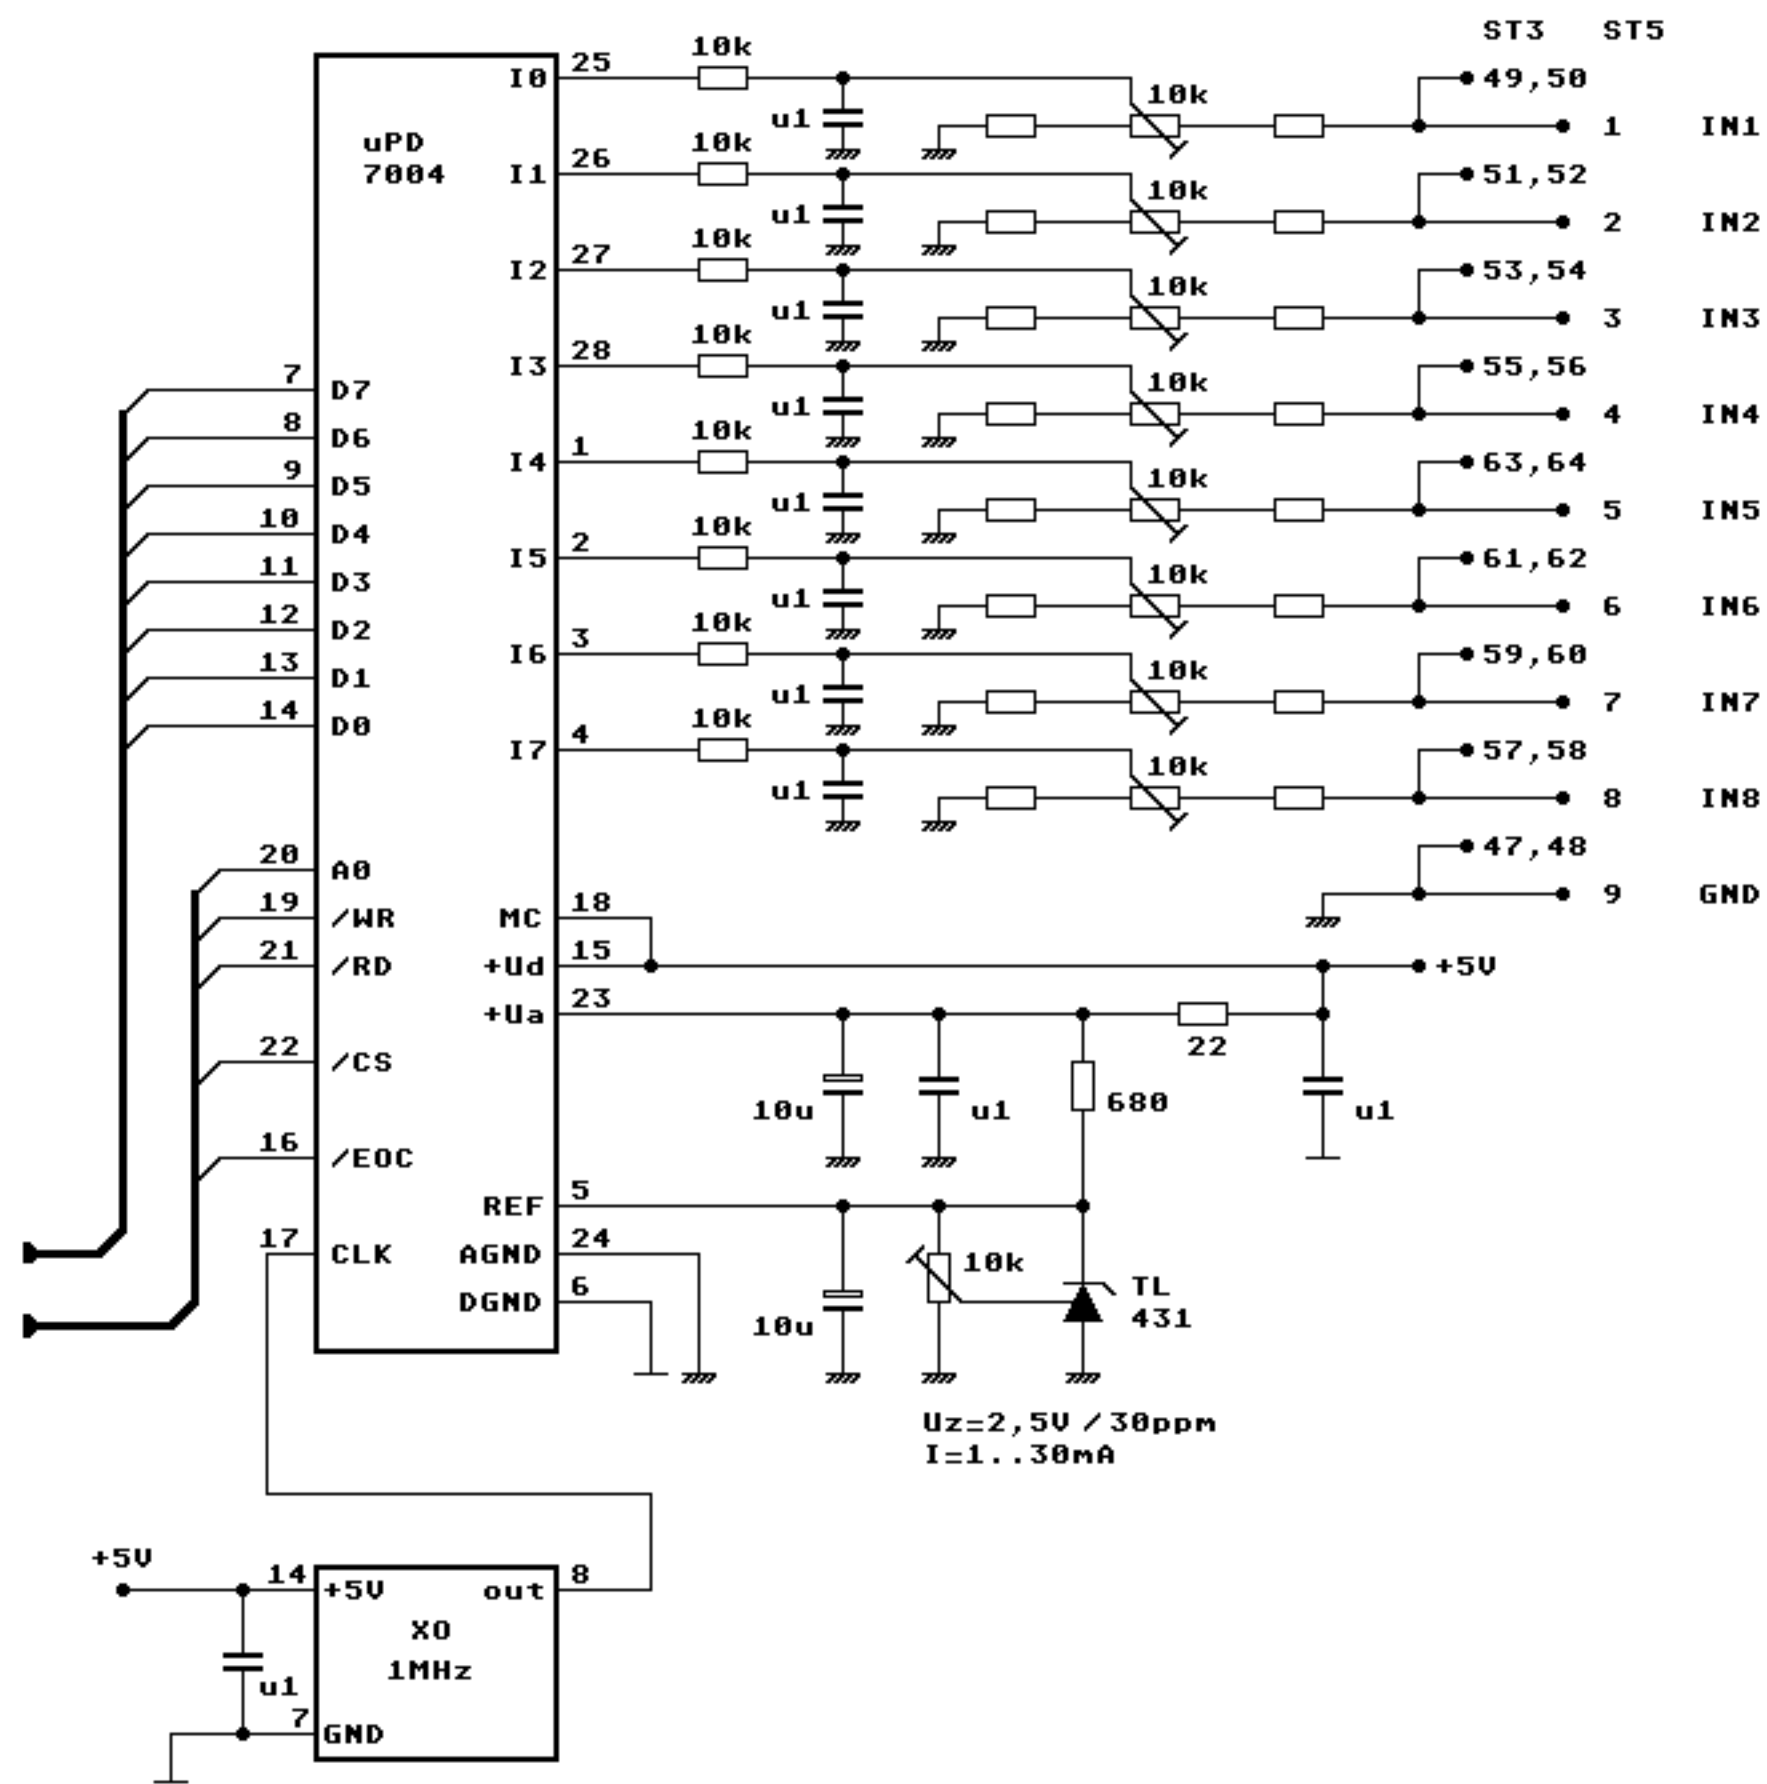 ST3 ST5
10k
I0 25
49,50
10k
u1
1 IN1
uPD
7004
10k
I1 26
51,52
10k
u1
2 IN2
10k
I2 27
53,54
10k
u1
3 IN3
10k
I3 28
55,56
10k
u1
4 IN4
7 D7
8 D6
9 D5
10 D4
11 D3
12 D2
13 D1
14 D0
10k
I4 1
63,64
10k
u1
5 IN5
10k
I5 2
61,62
10k
u1
6 IN6
10k
I6 3
59,60
10k
u1
7 IN7
10k
I7 4
57,58
10k
u1
8 IN8
47,48
9 GND
20 A0
19 /WR
21 /RD
22 /CS
16 /EOC
17 CLK
MC 18
+Ud 15
+5V
+Ua 23
22
10u
u1
680
u1
REF 5
AGND 24
DGND 6
10k
10u
TL
431
Uz=2,5V/30ppm
I=1..30mA
+5V
14 +5V
out 8
XO
1MHz
u1
7 GND